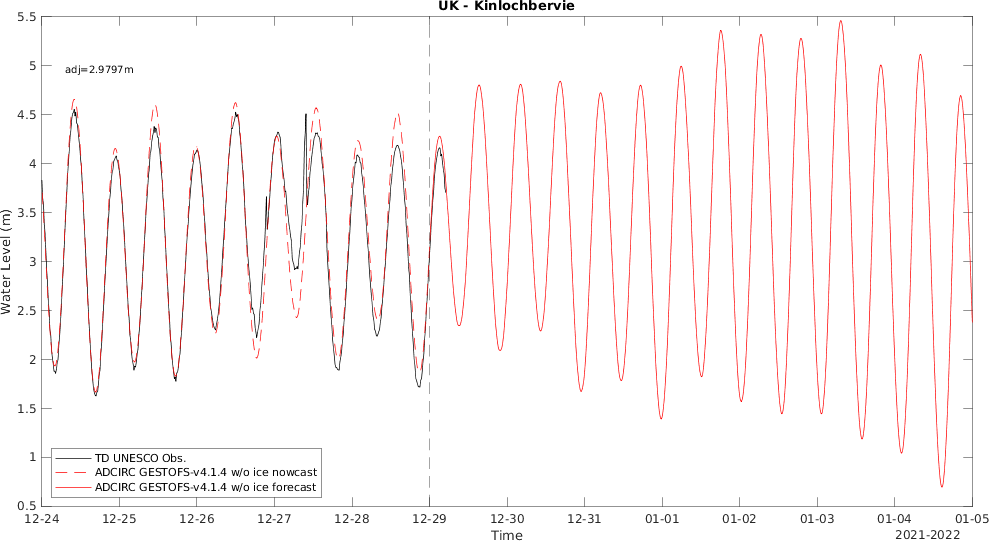 UK - Kinlochbervie
adj=2.9797m
Water Level (m)
5.5
5
4.5
4
3.5
3
2.5
2
1.5
1
0.5
TD UNESCO Obs.
ADCIRC GESTOFS-v4.1.4 w/o ice nowcast
ADCIRC GESTOFS-v4.1.4 w/o ice forecast
12-24 12-25 12-26 12-27 12-28 12-29 12-30 12-31 01-01 01-02 01-03 01-04 01-05
Time
2021-2022